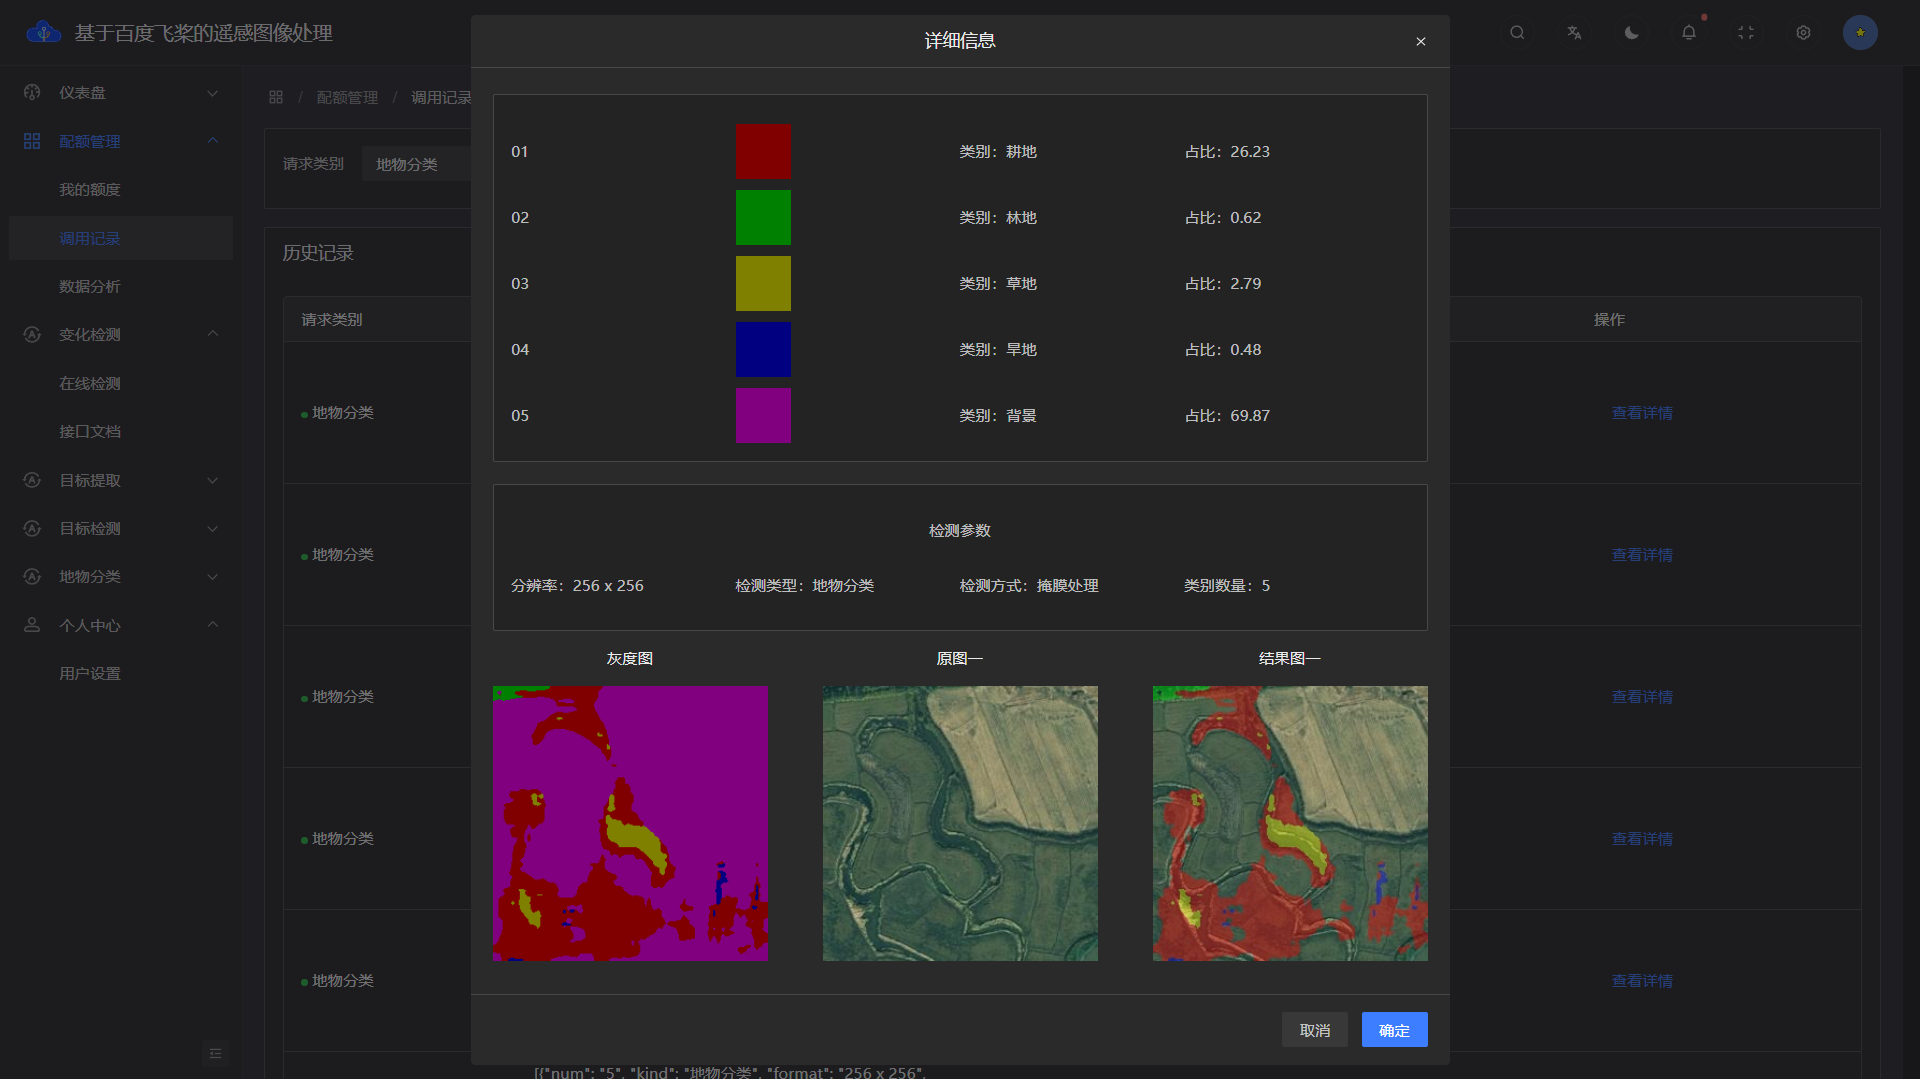 基于百度飞桨的遥感图像处理
仪表盘
配额管理
我的额度
调用记录
数据分析
变化检测
在线检测
接口文档
目标提取
目标检测
地物分类
个人中心
用户设置
/ 配额管理 / 调用记录
请求类别 地物分类
历史记录
请求类别
操作
地物分类
查看详情
地物分类
查看详情
地物分类
查看详情
地物分类
查看详情
地物分类
查看详情
详细信息
01 类别：耕地 占比：26.23
02 类别：林地 占比：0.62
03 类别：草地 占比：2.79
04 类别：旱地 占比：0.48
05 类别：背景 占比：69.87
检测参数
分辨率：256 x 256 检测类型：地物分类 检测方式：掩膜处理 类别数量：5
灰度图 原图一 结果图一
取消 确定
[{"num": "5", "kind": "地物分类", "format": "256 x 256",